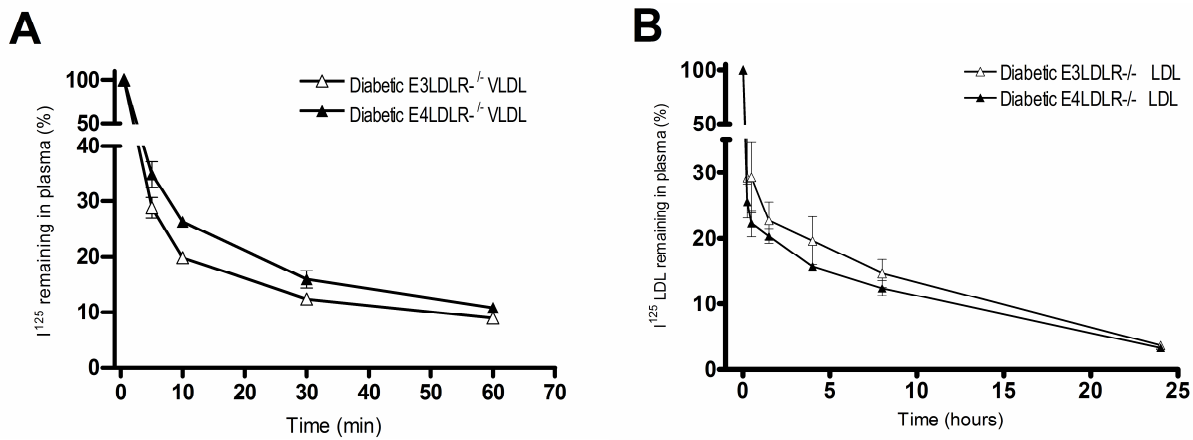 A
I125 remaining in plasma (%)
100
50
40
30
20
10
0
0 10 20 30 40 50 60 70
Time (min)
Diabetic E3LDLR-/- VLDL
Diabetic E4LDLR-/- VLDL
B
I125 LDL remaining in plasma (%)
100
50
30
20
10
0
0 5 10 15 20 25
Time (hours)
Diabetic E3LDLR-/- LDL
Diabetic E4LDLR-/- LDL